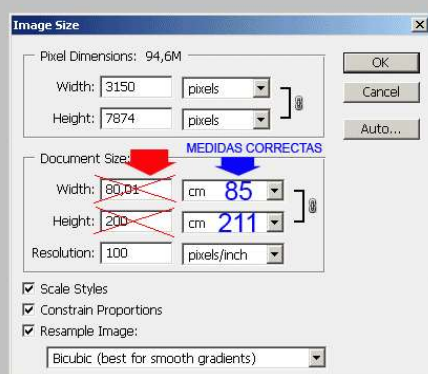 Image Size
Pixel Dimensions: 94,6M
OK
Width: 3150 pixels
Cancel
Height: 7874 pixels
Auto...
MEDIDAS CORRECTAS
Document Size:
Width: 80,01 cm 85
Height: 200 cm 211
Resolution: 100 pixels/inch
Scale Styles
Constrain Proportions
Resample Image:
Bicubic (best for smooth gradients)